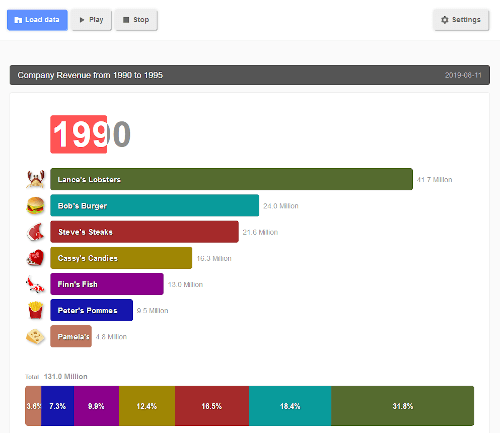 Load data
Play
Stop
Settings
Company Revenue from 1990 to 1995
2019-08-11
1990
Lance's Lobsters 41.7 Million
Bob's Burger 24.0 Million
Steve's Steaks 21.6 Million
Cassy's Candies 16.3 Million
Finn's Fish 13.0 Million
Peter's Pommes 9.5 Million
Pamela's 4.8 Million
Total 131.0 Million
3.6% 7.3% 9.9% 12.4% 16.5% 18.4% 31.8%